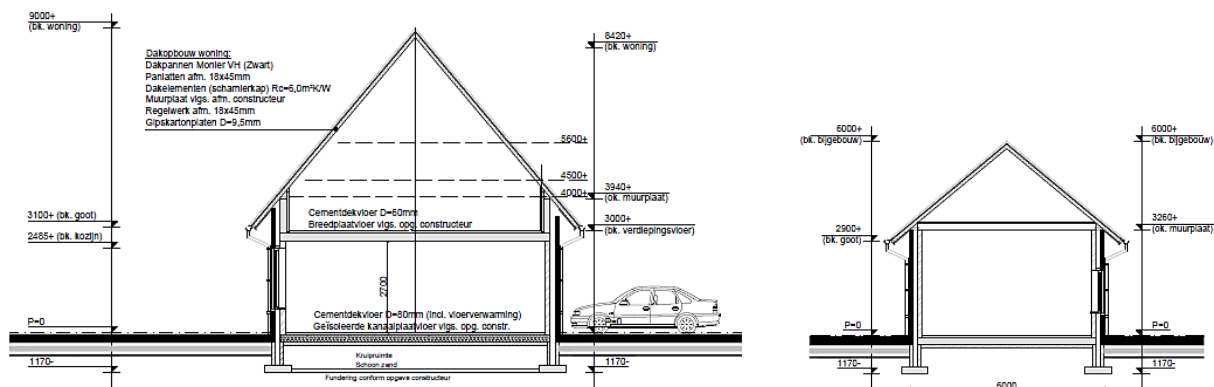 9000+
(bk. woning)
Dakopbouw woning:
Dakpannen Monier VH (Zwart)
Panlatten afm. 18x45mm
Dakelementen (scharnierkap) Rc=6,0m²K/W
Muurplaat vlgs. afm. constructeur
Regelwerk afm. 18x45mm
Gipskartonplaten D=9,5mm
8420+
(bk. woning)
5600+
4500+
4000+
3940+
(ok. muurplaat)
3100+ (bk. goot)
2485+ (bk. kozijn)
Cementdekvloer D=60mm
Breedplaatvloer vlgs. opg. constructeur
3000+
(bk. verdiepingsvloer)
2700
Cementdekvloer D=80mm (incl. vloerverwarming)
Geïsoleerde kanaalplaatvloer vlgs. opg. constr.
P=0
P=0
1170-
Kruipruimte
Schoon zand
1170-
Fundering conform opgave constructeur
6000+
(bk. bijgebouw)
6000+
(bk. bijgebouw)
2900+
(bk. goot)
3260+
(ok. muurplaat)
P=0
P=0
1170-
1170-
6000